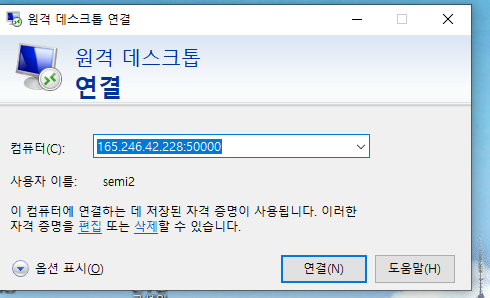 원격 데스크톱 연결
원격 데스크톱
연결
컴퓨터(C):
165.246.42.228:50000
사용자 이름:
semi2
이 컴퓨터에 연결하는 데 저장된 자격 증명이 사용됩니다. 이러한
자격 증명을 편집 또는 삭제할 수 있습니다.
옵션 표시(O)
연결(N)
도움말(H)